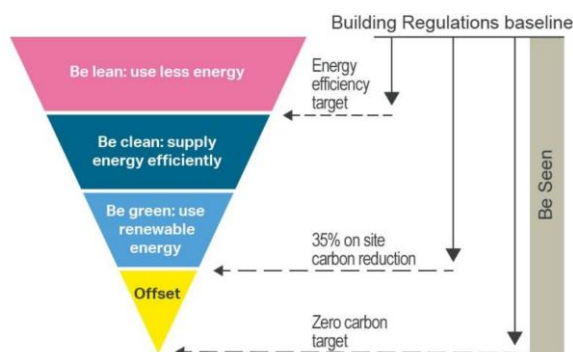 Building Regulations baseline
Be lean: use less energy
Energy
efficiency
target
Be clean: supply
energy efficiently
Be green: use
renewable
energy
35% on site
carbon reduction
Offset
Zero carbon
target
Be Seen